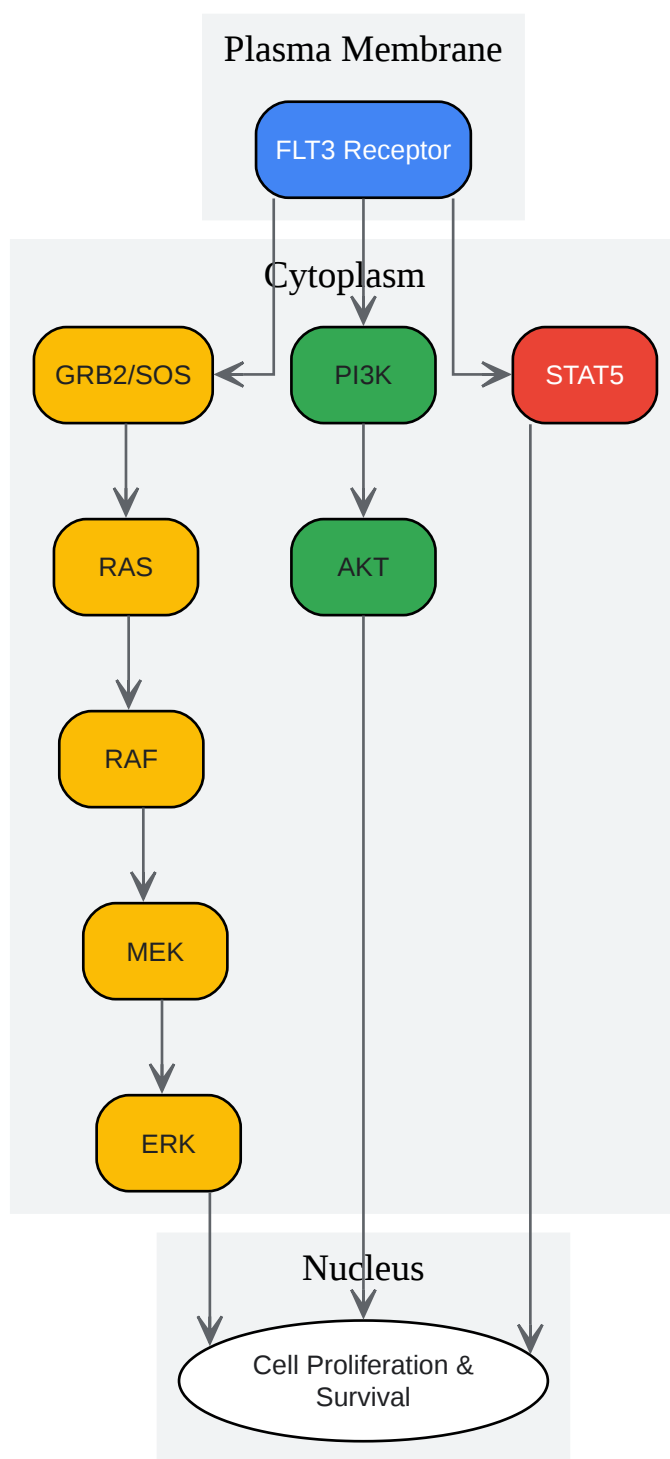 Plasma Membrane
FLT3 Receptor
Cytoplasm
GRB2/SOS
PI3K
STAT5
RAS
AKT
RAF
MEK
ERK
Nucleus
Cell Proliferation &
Survival